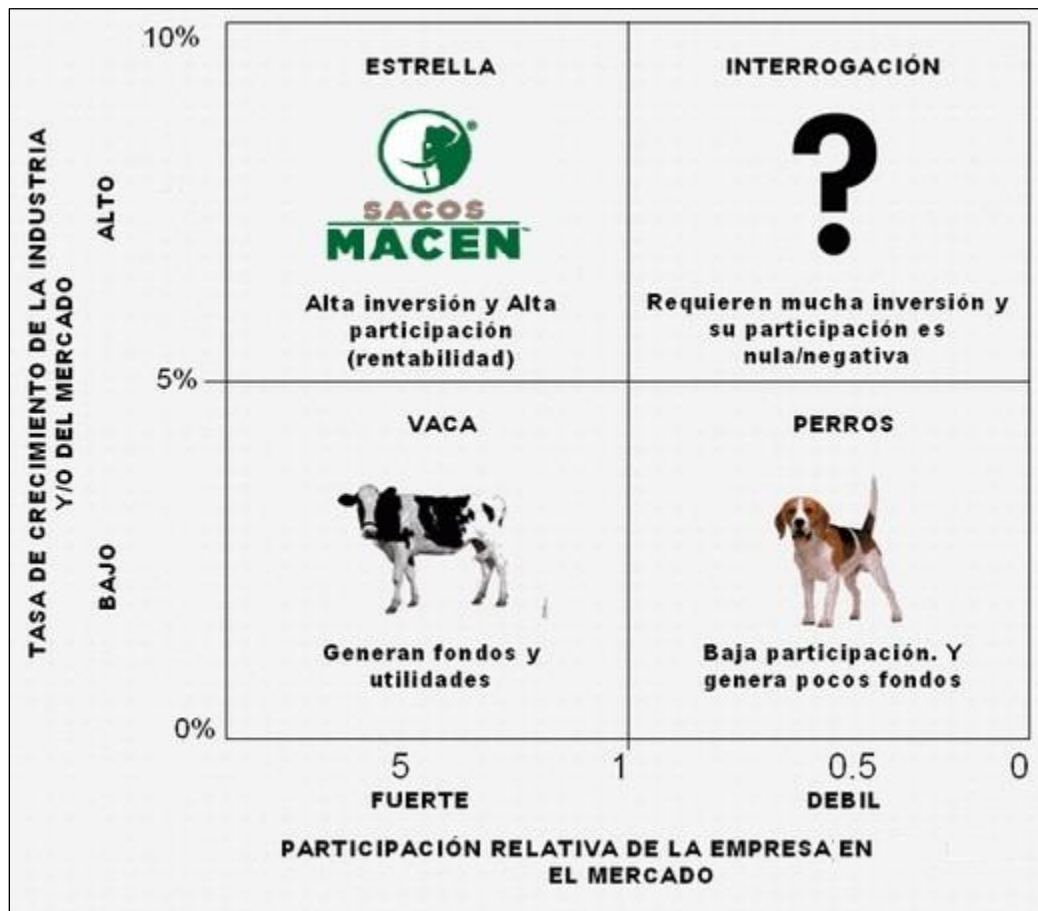 10%
ESTRELLA
INTERROGACIÓN
?
®
SACOS
MACEN™
Alta inversión y Alta
participación
(rentabilidad)
Requieren mucha inversión y
su participación es
nula/negativa
TASA DE CRECIMIENTO DE LA INDUSTRIA
Y/O DEL MERCADO
ALTO
5%
VACA
PERROS
BAJO
Generan fondos y
utilidades
Baja participación. Y
genera pocos fondos
0%
5
1
0.5
0
FUERTE
DEBIL
PARTICIPACIÓN RELATIVA DE LA EMPRESA EN
EL MERCADO